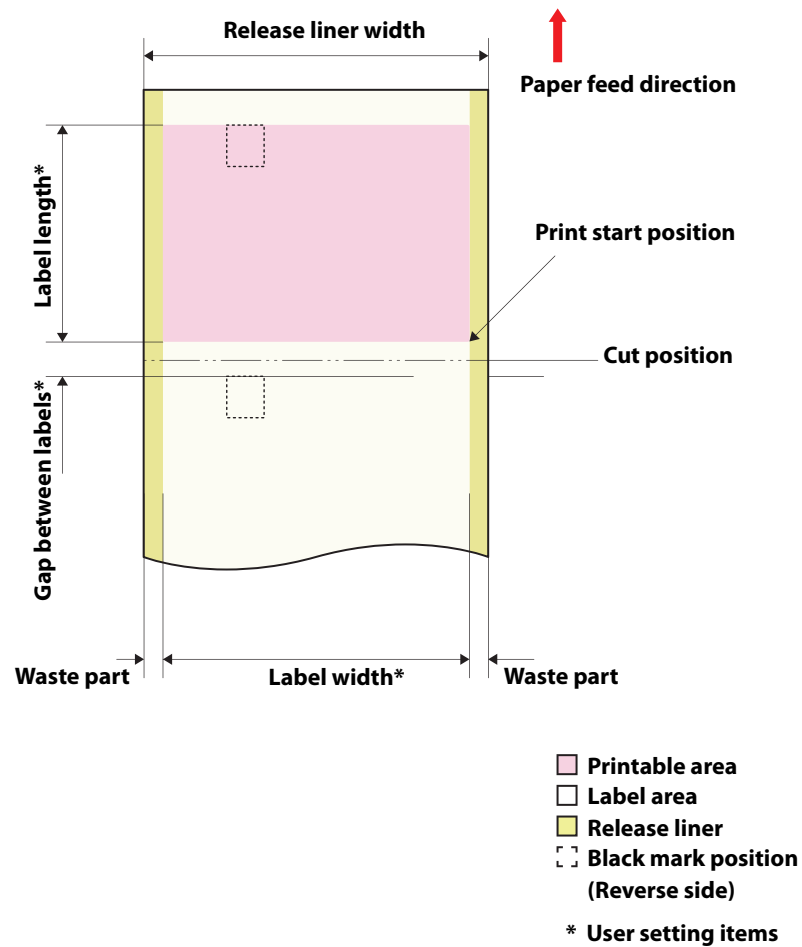 Release liner width
Paper feed direction
Label length*
Print start position
Cut position
Gap between labels*
Waste part
Label width*
Waste part
Printable area
Label area
Release liner
Black mark position
(Reverse side)
* User setting items